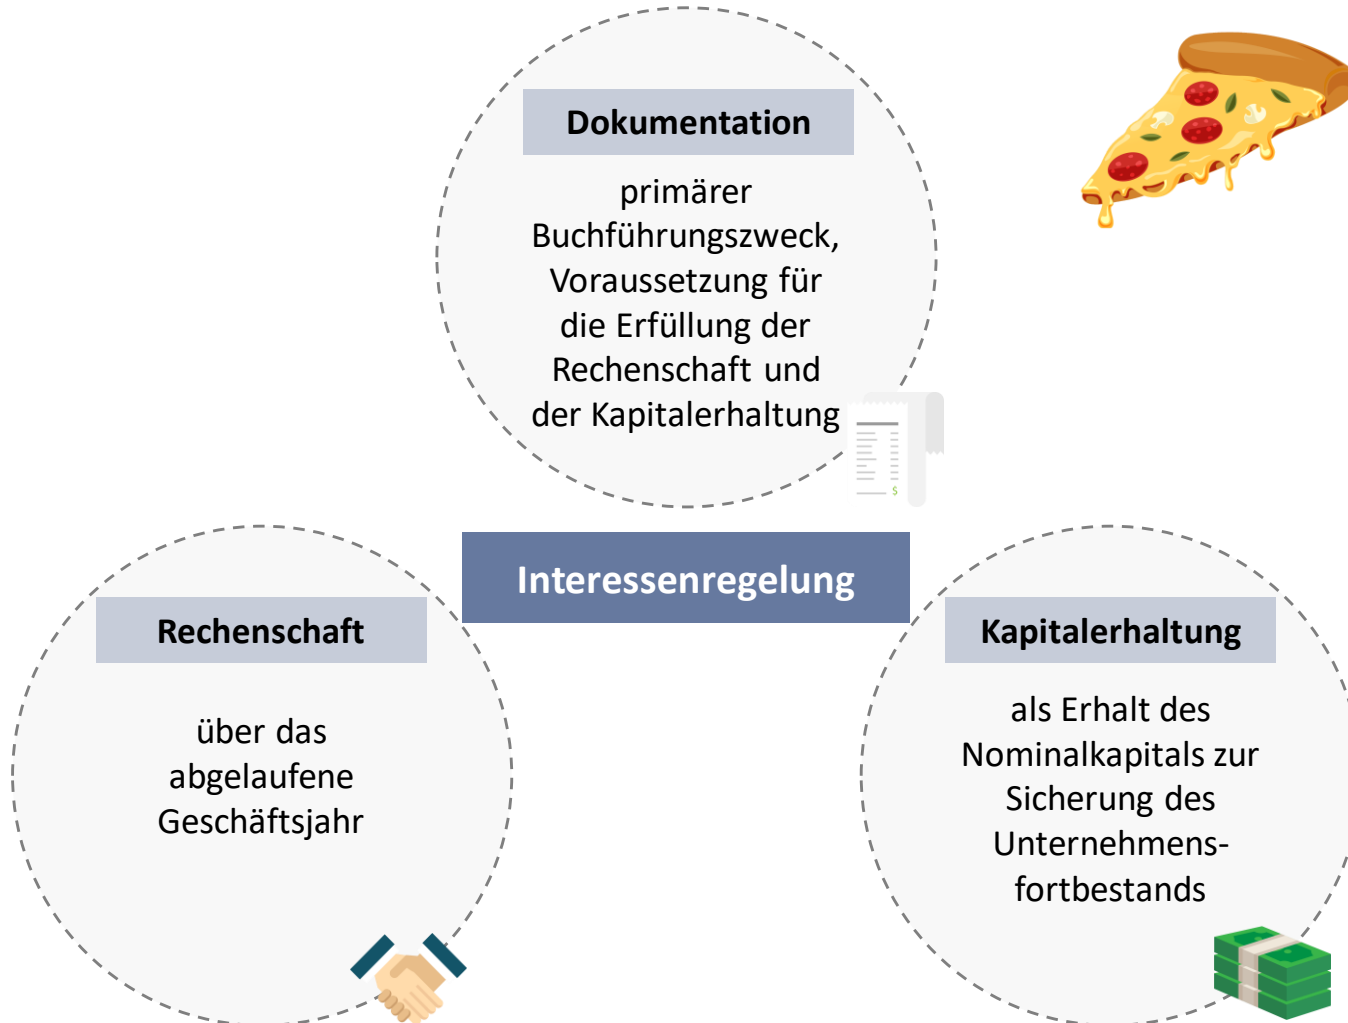 Dokumentation
primärer
Buchführungszweck,
Voraussetzung für
die Erfüllung der
Rechenschaft und
der Kapitalerhaltung
$
Interessenregelung
Rechenschaft
über das
abgelaufene
Geschäftsjahr
Kapitalerhaltung
als Erhalt des
Nominalkapitals zur
Sicherung des
Unternehmens-
fortbestands